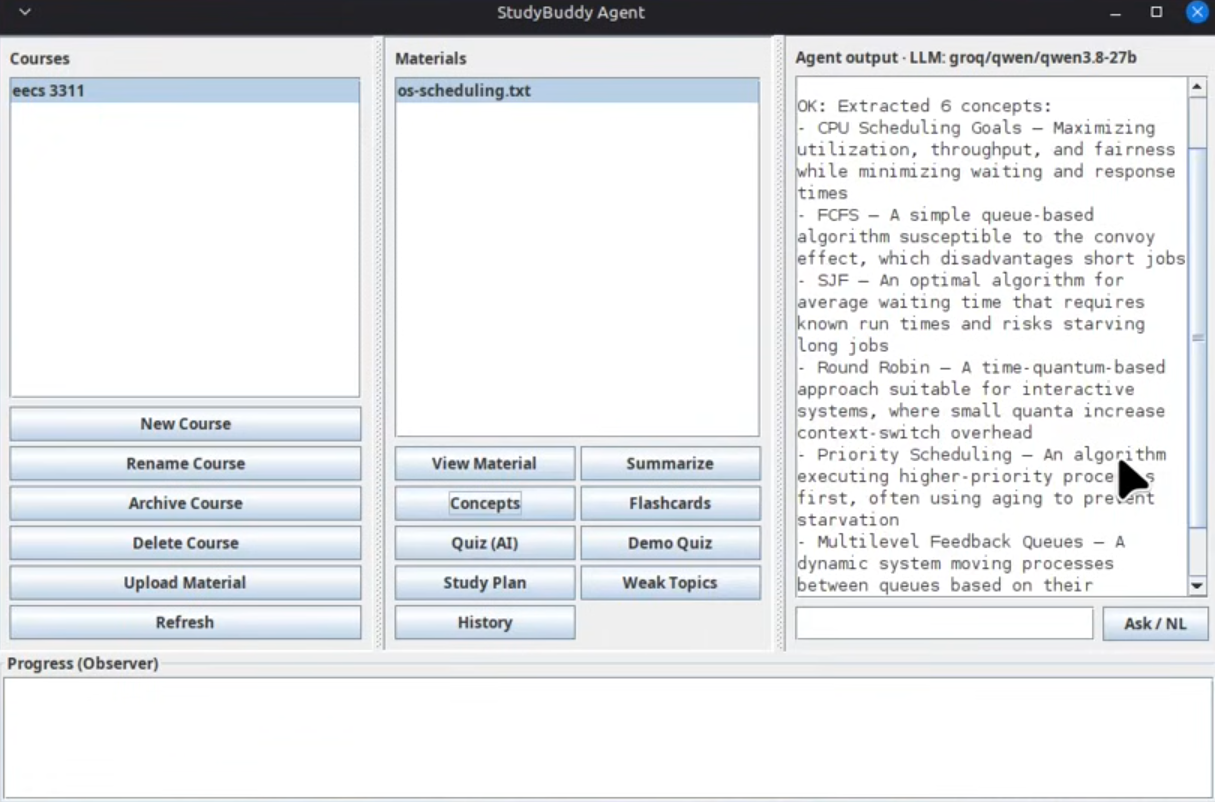 StudyBuddy Agent
Courses
eecs 3311
New Course
Rename Course
Archive Course
Delete Course
Upload Material
Refresh
Materials
os-scheduling.txt
View Material
Summarize
Concepts
Flashcards
Quiz (AI)
Demo Quiz
Study Plan
Weak Topics
History
Agent output · LLM: groq/qwen/qwen3.8-27b
OK: Extracted 6 concepts:
- CPU Scheduling Goals — Maximizing
utilization, throughput, and fairness
while minimizing waiting and response
times
- FCFS — A simple queue-based
algorithm susceptible to the convoy
effect, which disadvantages short jobs
- SJF — An optimal algorithm for
average waiting time that requires
known run times and risks starving
long jobs
- Round Robin — A time-quantum-based
approach suitable for interactive
systems, where small quanta increase
context-switch overhead
- Priority Scheduling — An algorithm
executing higher-priority processes
first, often using aging to prevent
starvation
- Multilevel Feedback Queues — A
dynamic system moving processes
between queues based on their
Ask / NL
Progress (Observer)